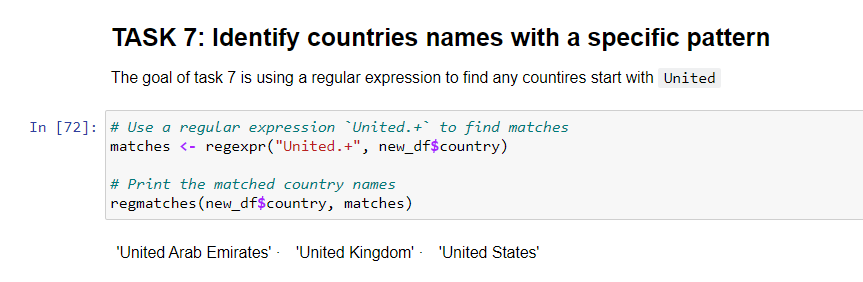 TASK 7: Identify countries names with a specific pattern
The goal of task 7 is using a regular expression to find any countires start with United
In [72]: # Use a regular expression `United.+` to find matches
matches <- regexpr("United.+", new_df$country)
# Print the matched country names
regmatches(new_df$country, matches)
'United Arab Emirates' · 'United Kingdom' · 'United States'